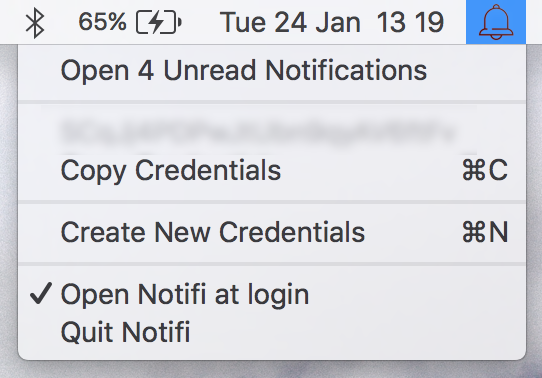 65% Tue 24 Jan 13 19
Open 4 Unread Notifications
Copy Credentials ⌘C
Create New Credentials ⌘N
✓ Open Notifi at login
Quit Notifi